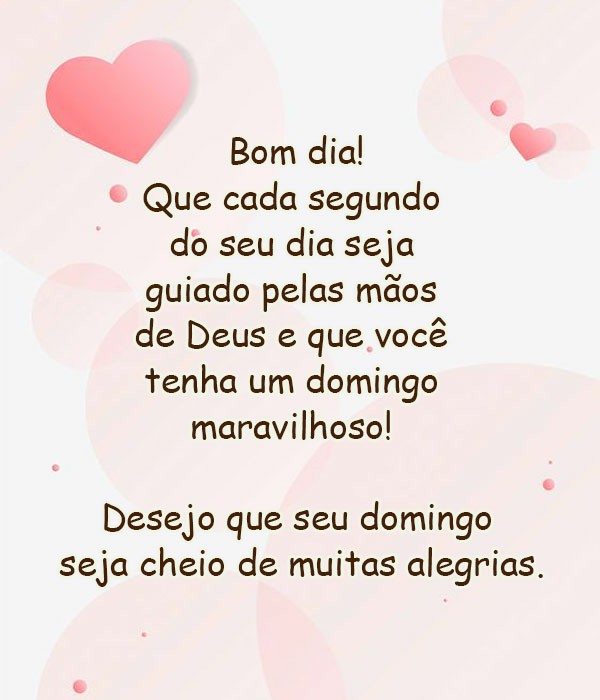 Bom dia!
Que cada segundo
do seu dia seja
guiado pelas mãos
de Deus e que você
tenha um domingo
maravilhoso!
Desejo que seu domingo
seja cheio de muitas alegrias.